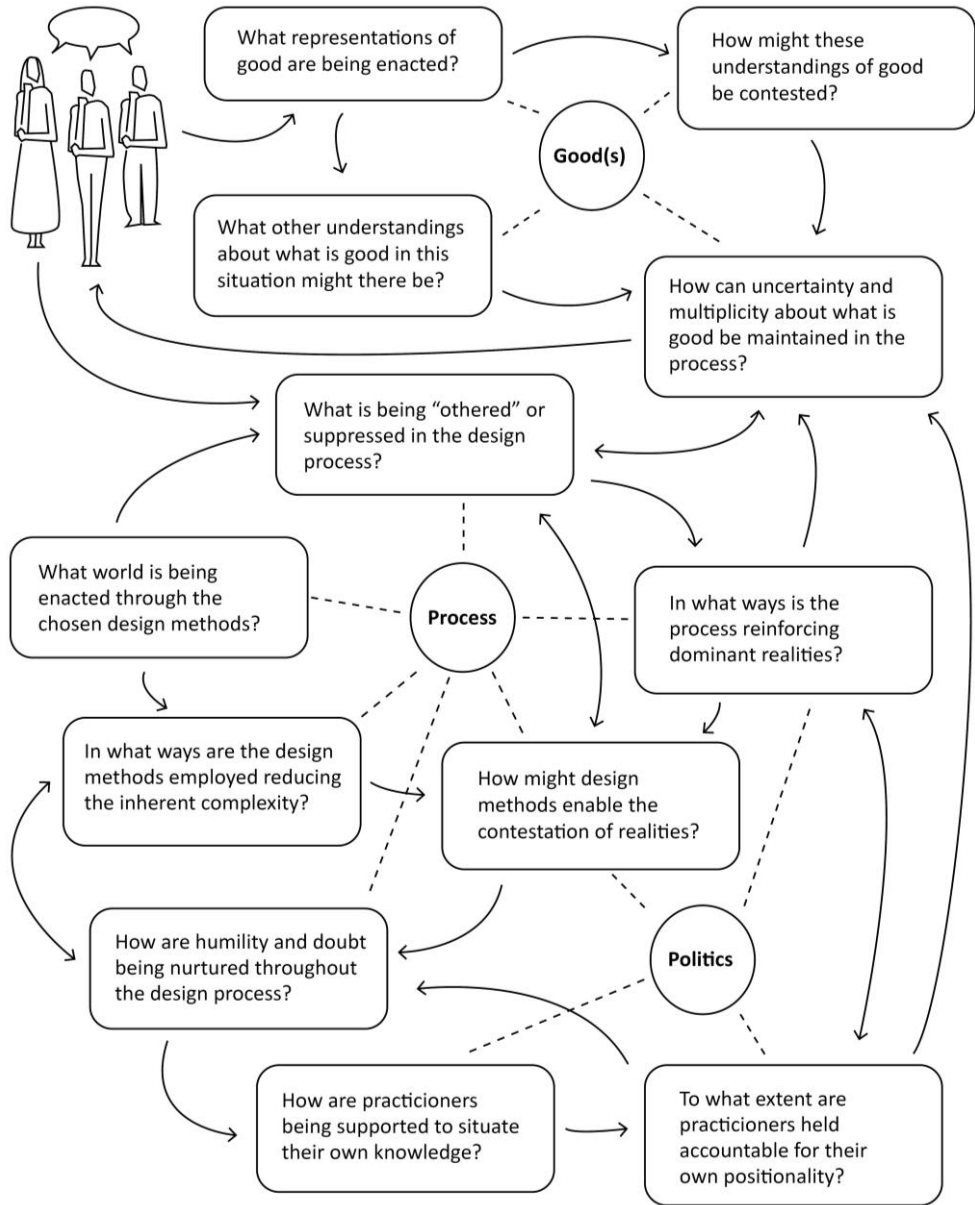 What representations of
good are being enacted?
How might these
understandings of good
be contested?
Good(s)
What other understandings
about what is good in this
situation might there be?
How can uncertainty and
multiplicity about what is
good be maintained in the
process?
What is being “othered” or
suppressed in the design
process?
What world is being
enacted through the
chosen design methods?
Process
In what ways is the
process reinforcing
dominant realities?
In what ways are the design
methods employed reducing
the inherent complexity?
How might design
methods enable the
contestation of realities?
How are humility and doubt
being nurtured throughout
the design process?
Politics
How are practicioners
being supported to situate
their own knowledge?
To what extent are
practicioners held
accountable for their
own positionality?